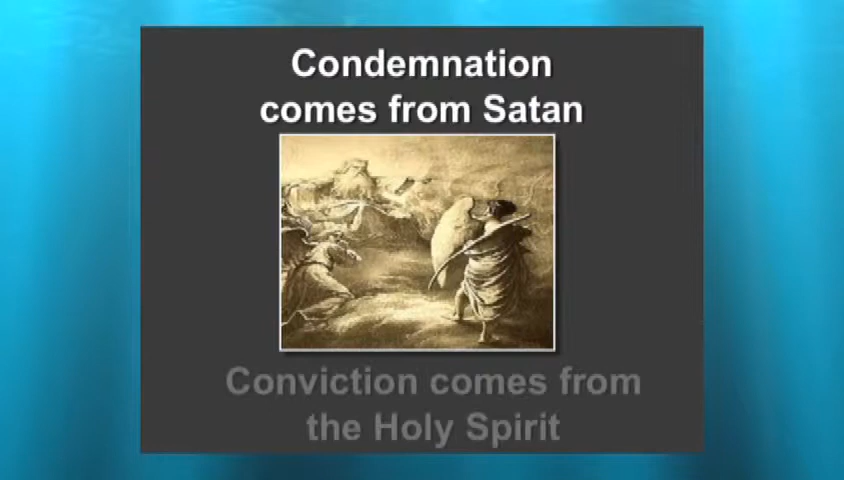 Condemnation
comes from Satan
Conviction comes from
the Holy Spirit